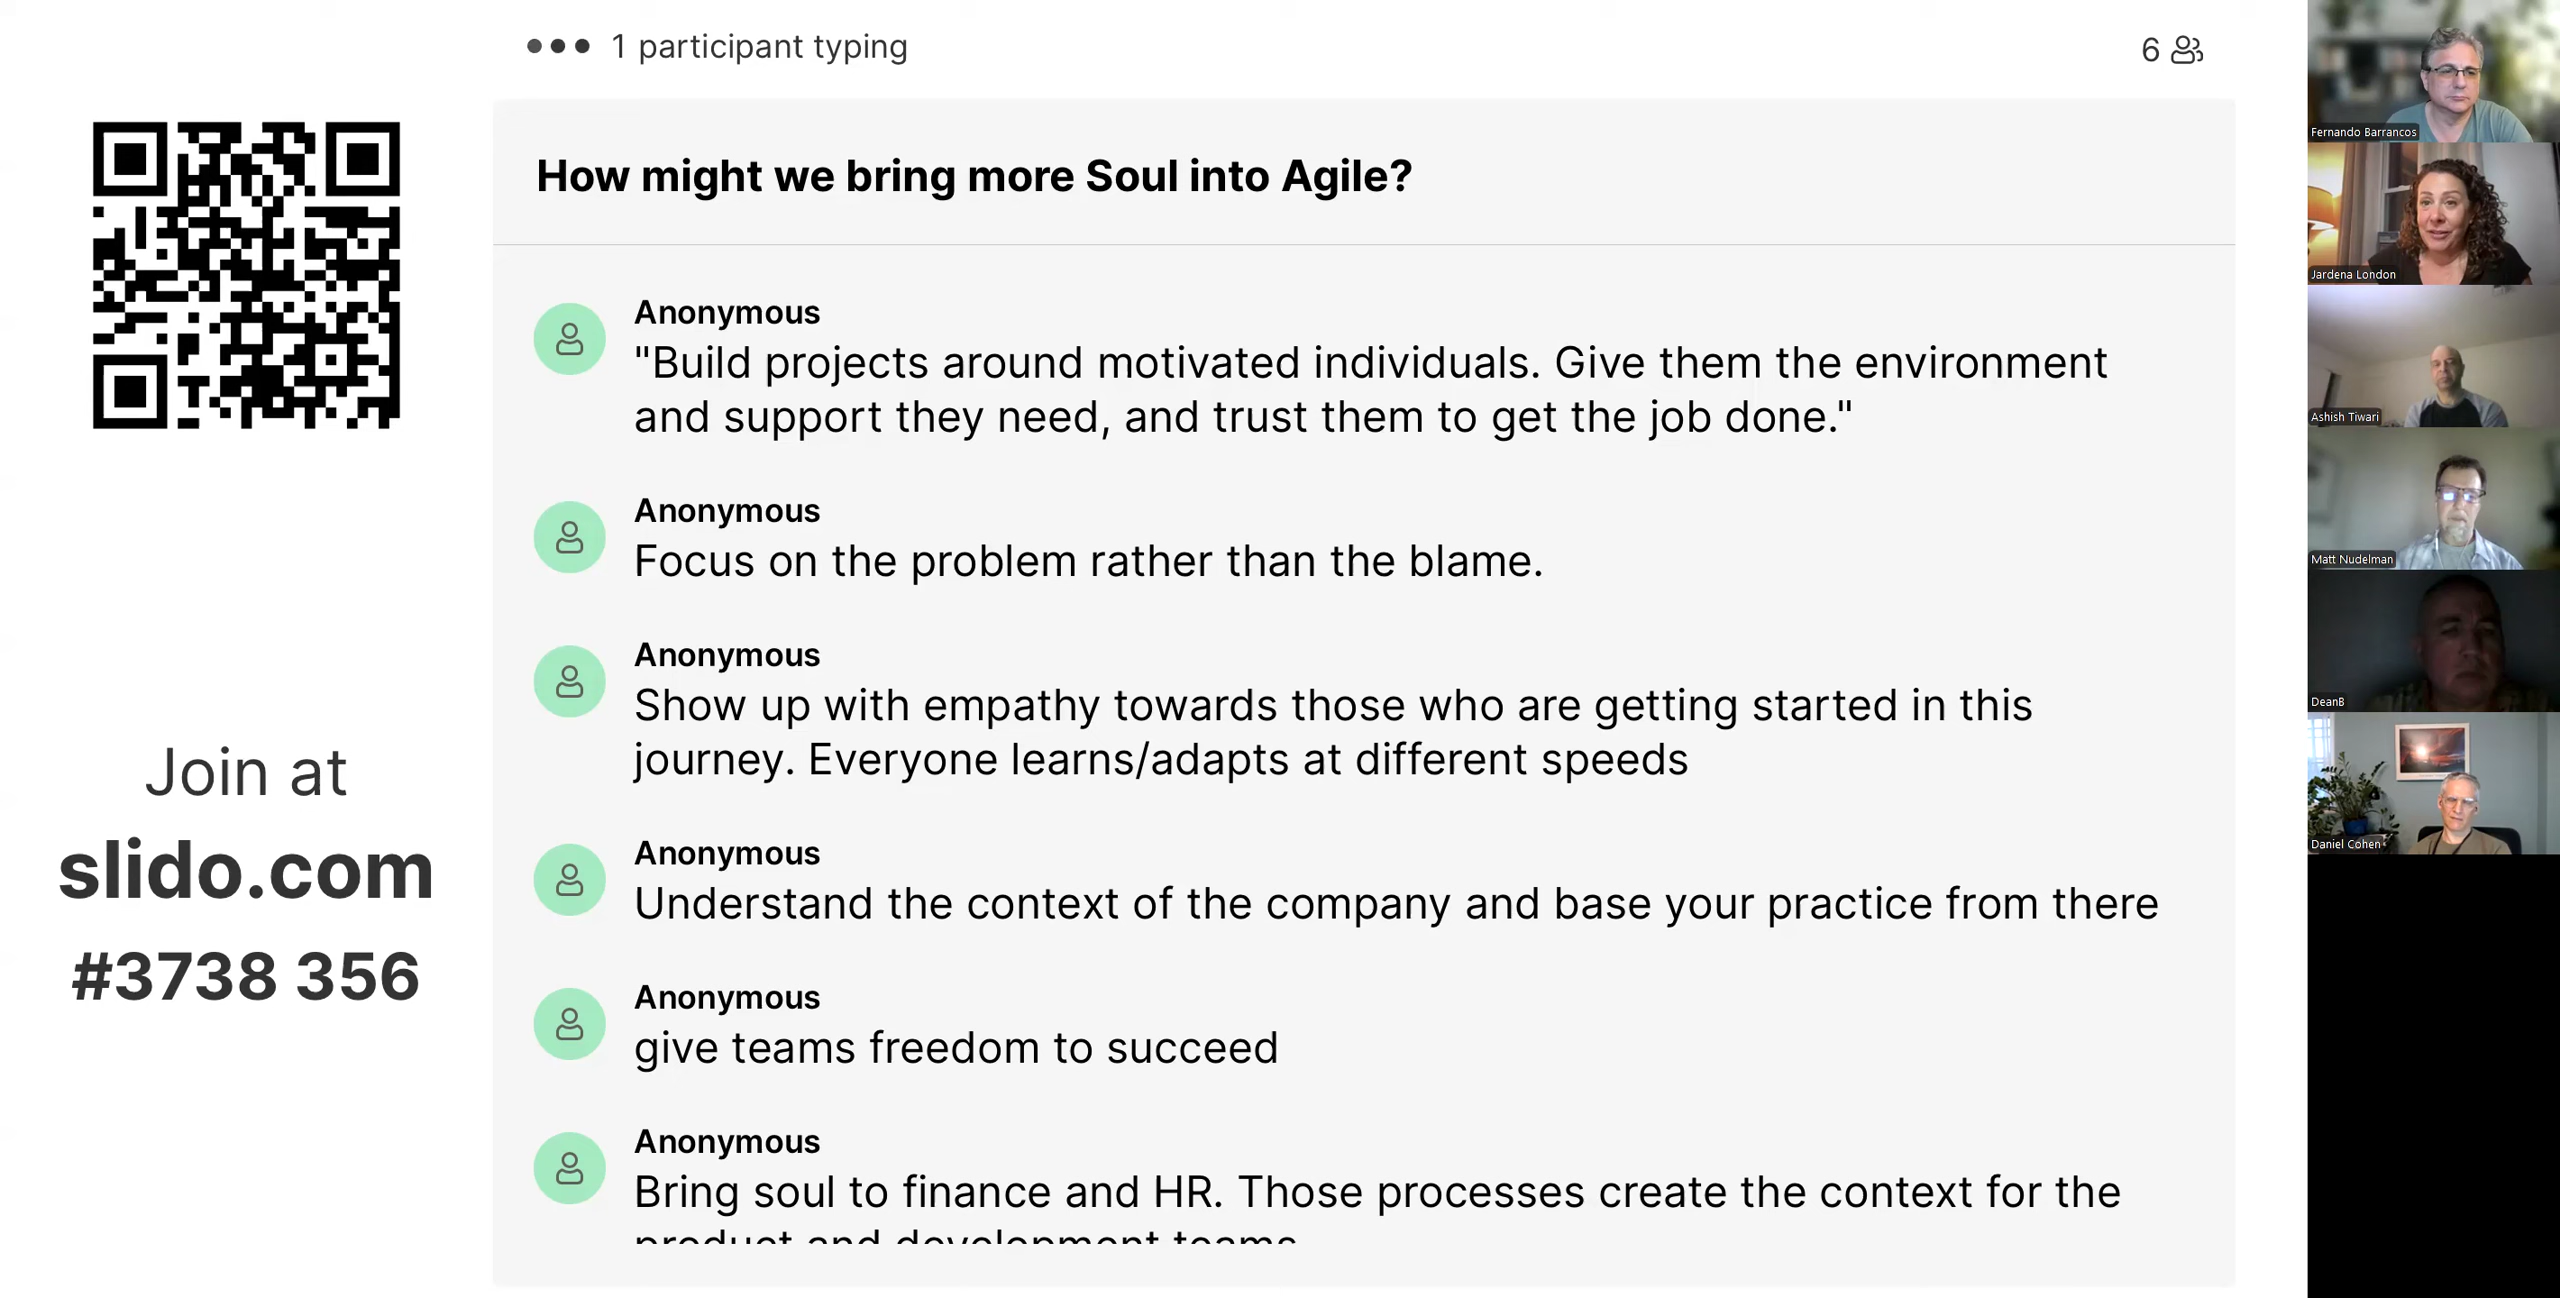 1 participant typing
6
How might we bring more Soul into Agile?
Anonymous
"Build projects around motivated individuals. Give them the environment
and support they need, and trust them to get the job done."
Anonymous
Focus on the problem rather than the blame.
Anonymous
Show up with empathy towards those who are getting started in this
journey. Everyone learns/adapts at different speeds
Anonymous
Understand the context of the company and base your practice from there
Anonymous
give teams freedom to succeed
Anonymous
Bring soul to finance and HR. Those processes create the context for the
product and development teams
Join at
slido.com
#3738 356
Fernando Barrancos
Jardena London
Ashish Tiwari
Matt Nudelman
DeanB
Daniel Cohen